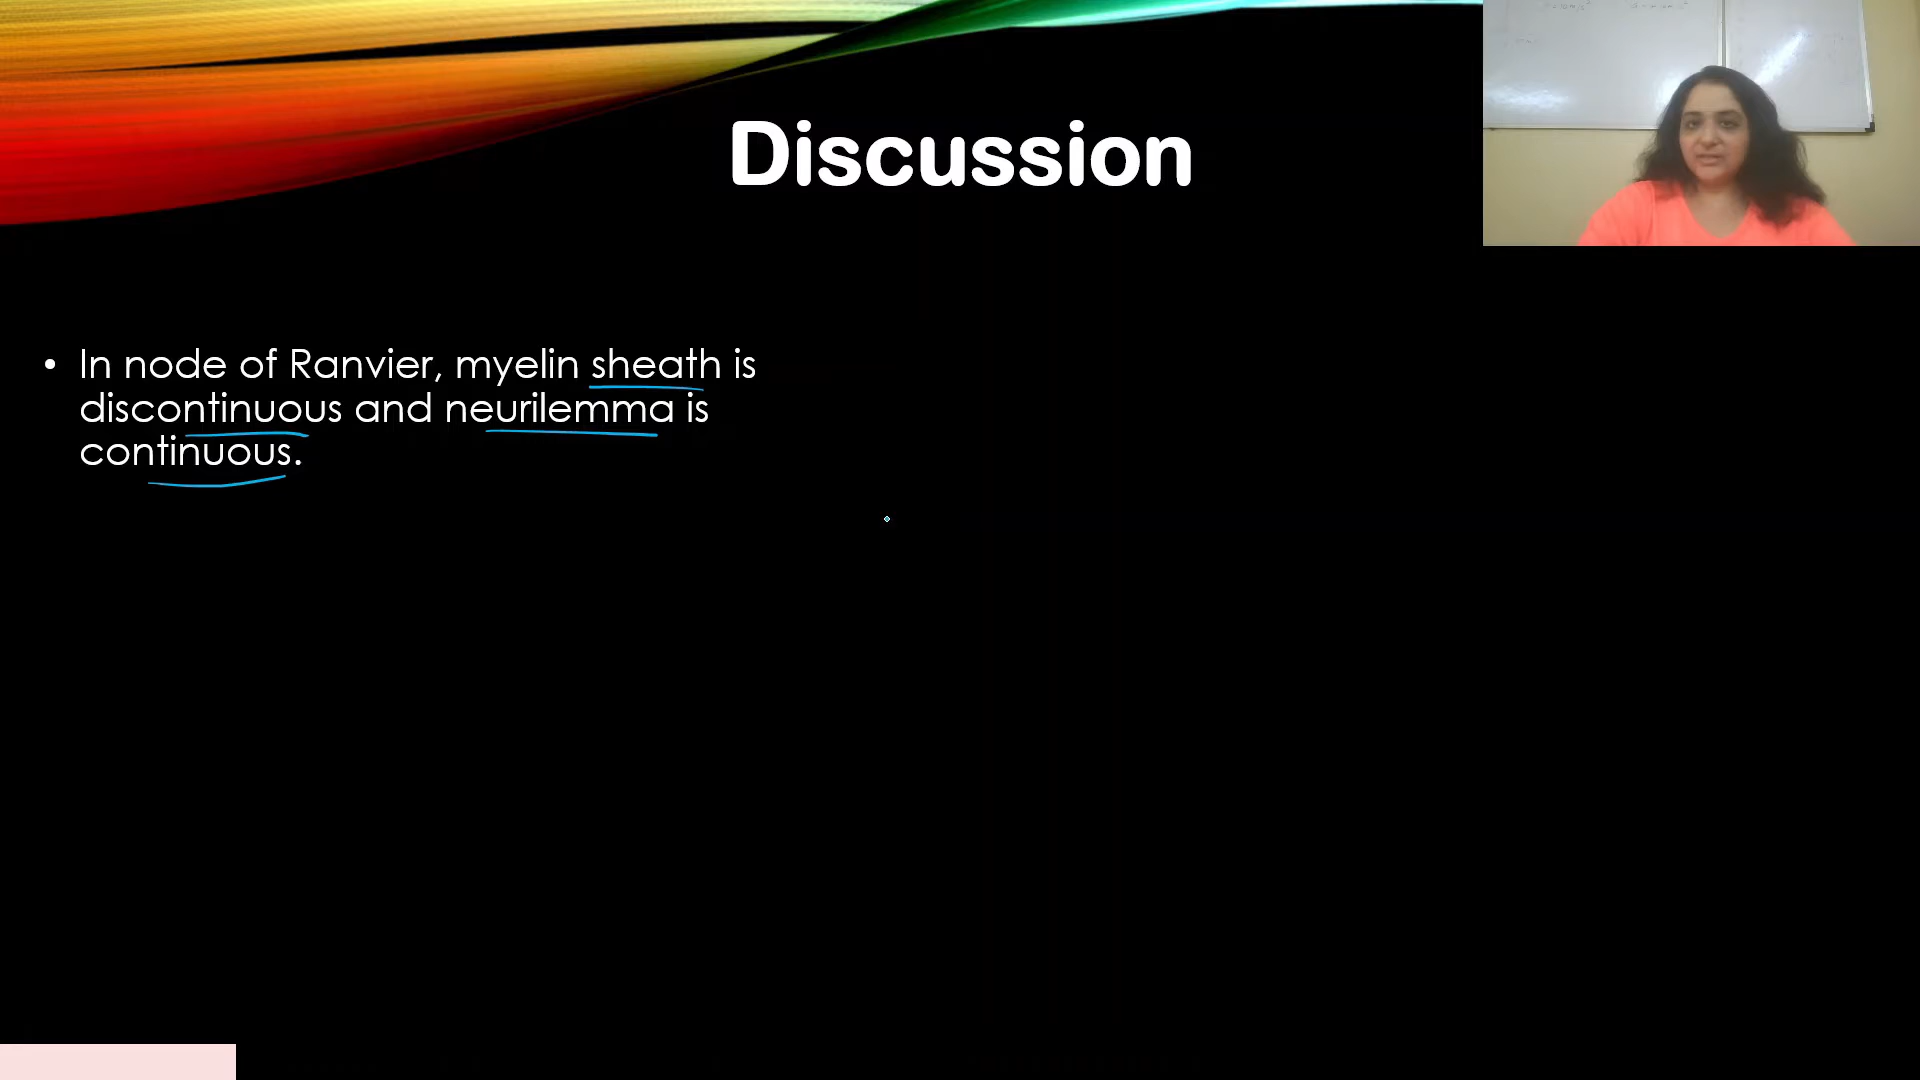 Discussion
• In node of Ranvier, myelin sheath is
discontinuous and neurilemma is
continuous.